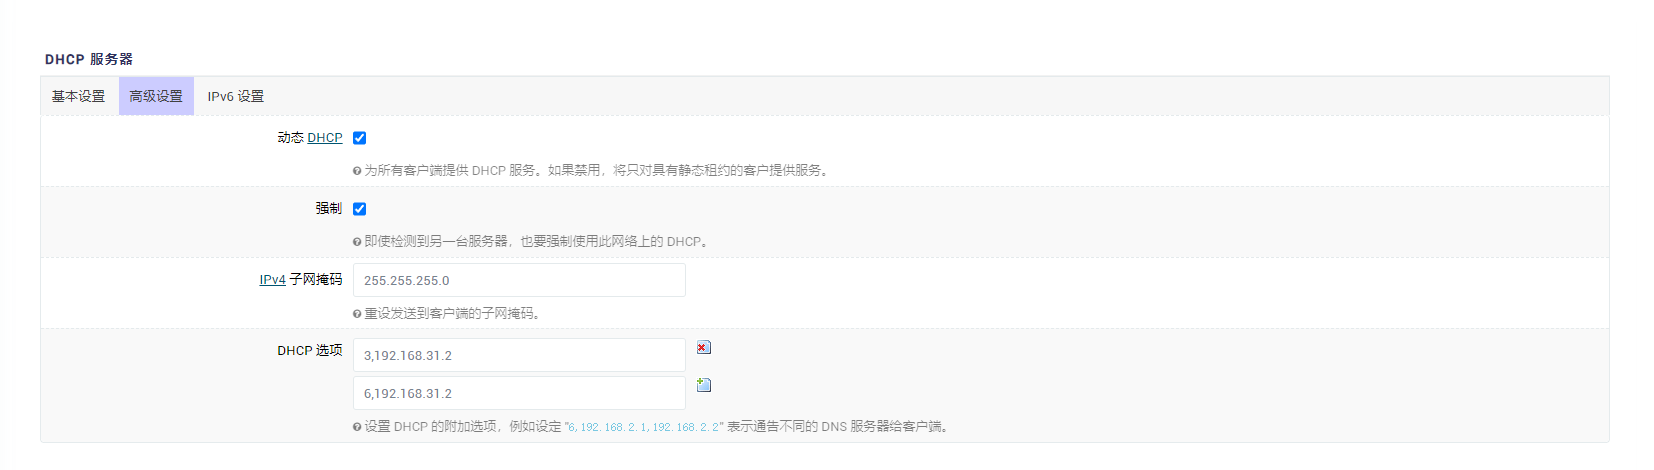 DHCP 服务器
基本设置 高级设置 IPv6 设置
动态 DHCP
为所有客户端提供 DHCP 服务。如果禁用，将只对具有静态租约的客户提供服务。
强制
即使检测到另一台服务器，也要强制使用此网络上的 DHCP。
IPv4 子网掩码 255.255.255.0
重设发送到客户端的子网掩码。
DHCP 选项 3,192.168.31.2
6,192.168.31.2
设置 DHCP 的附加选项，例如设定 "6,192.168.2.1,192.168.2.2" 表示通告不同的 DNS 服务器给客户端。